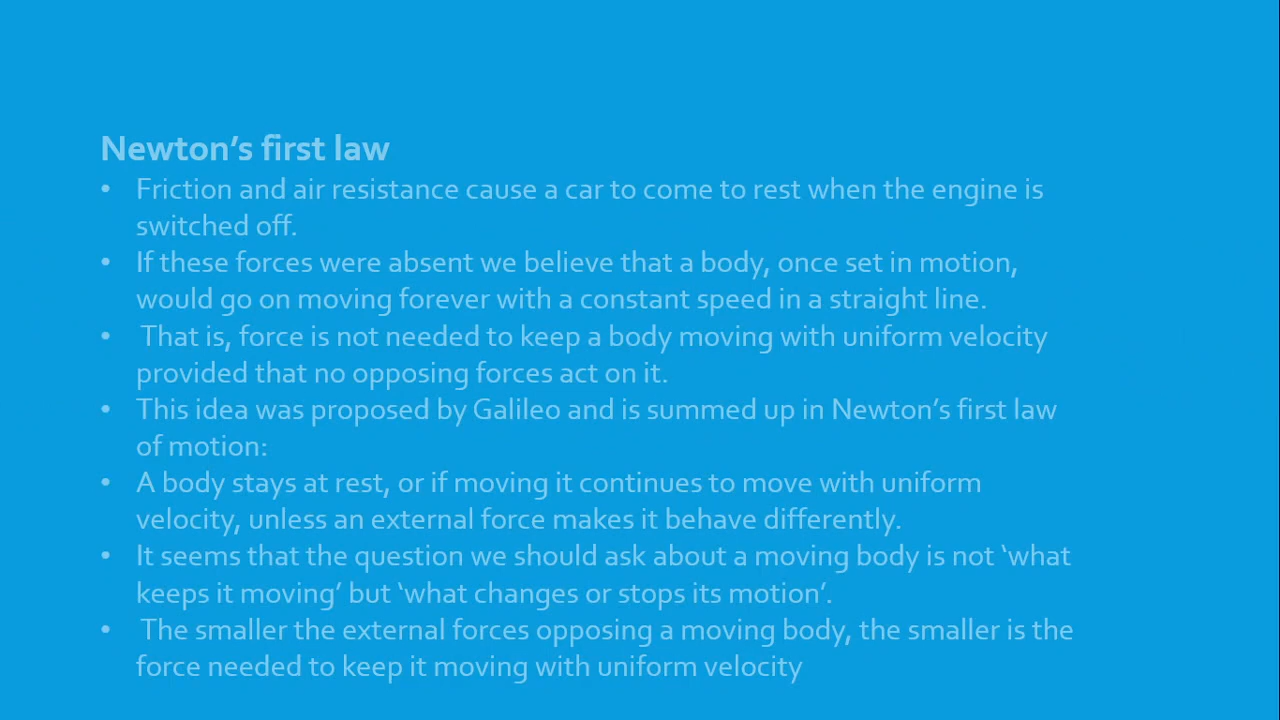 Newton’s first law
• Friction and air resistance cause a car to come to rest when the engine is
switched off.
• If these forces were absent we believe that a body, once set in motion,
would go on moving forever with a constant speed in a straight line.
• That is, force is not needed to keep a body moving with uniform velocity
provided that no opposing forces act on it.
• This idea was proposed by Galileo and is summed up in Newton’s first law
of motion:
• A body stays at rest, or if moving it continues to move with uniform
velocity, unless an external force makes it behave differently.
• It seems that the question we should ask about a moving body is not ‘what
keeps it moving’ but ‘what changes or stops its motion’.
• The smaller the external forces opposing a moving body, the smaller is the
force needed to keep it moving with uniform velocity